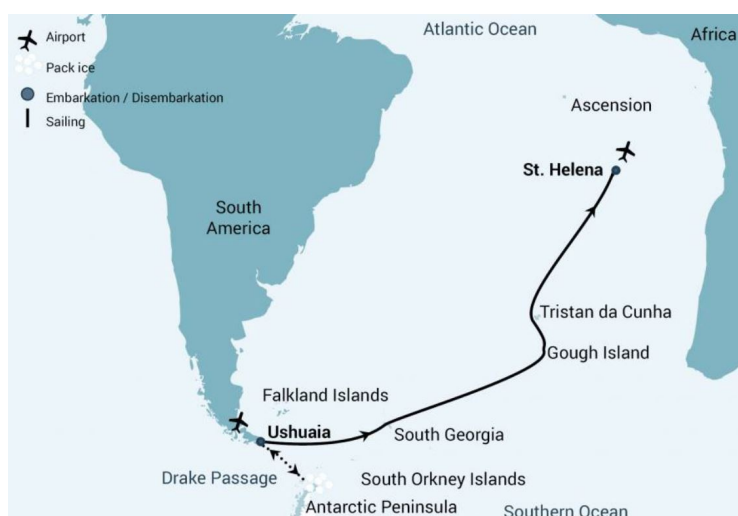 Airport
Pack ice
Embarkation / Disembarkation
Sailing
Atlantic Ocean
Africa
Ascension
St. Helena
South
America
Tristan da Cunha
Gough Island
Falkland Islands
Ushuaia
South Georgia
Drake Passage
South Orkney Islands
Antarctic Peninsula
Southern Ocean